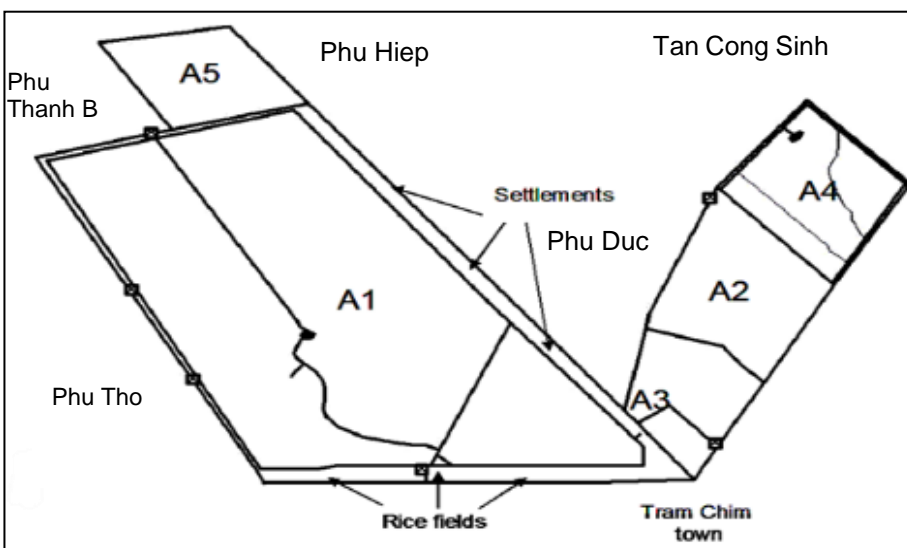 Phu Hiep
Tan Cong Sinh
A5
Phu
Thanh B
A4
Settlements
Phu Duc
A1
A2
Phu Tho
A3
Rice fields
Tram Chim
town